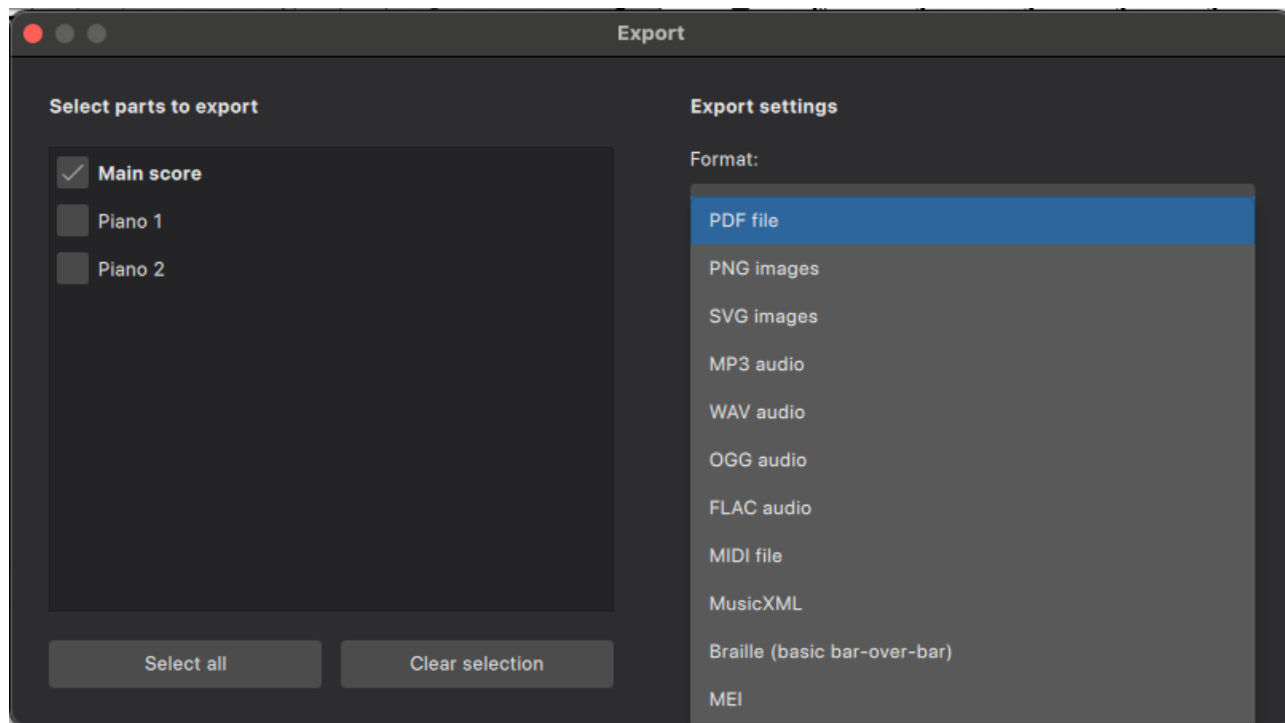 Export
Select parts to export
Main score
Piano 1
Piano 2
Select all
Clear selection
Export settings
Format:
PDF file
PNG images
SVG images
MP3 audio
WAV audio
OGG audio
FLAC audio
MIDI file
MusicXML
Braille (basic bar-over-bar)
MEI